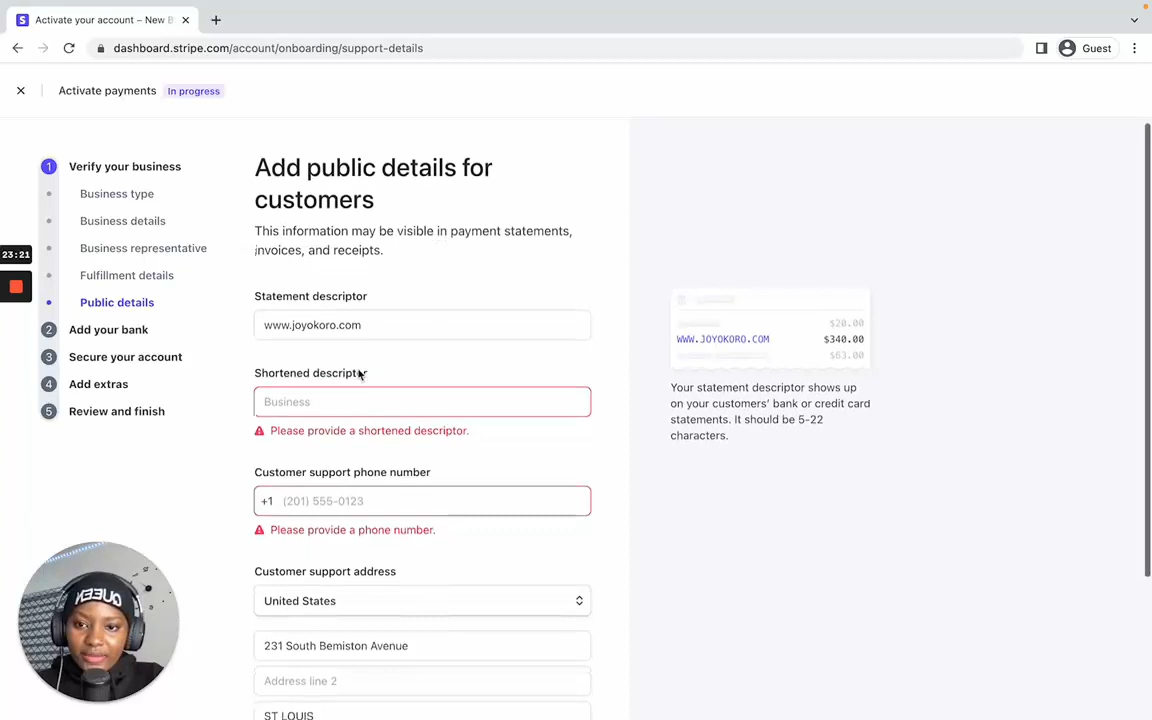 Activate your account – New B
dashboard.stripe.com/account/onboarding/support-details
Guest
Activate payments
In progress
1 Verify your business
Business type
Business details
Business representative
Fulfillment details
Public details
2 Add your bank
3 Secure your account
4 Add extras
5 Review and finish
23:21
Add public details for
customers
This information may be visible in payment statements,
invoices, and receipts.
Statement descriptor
www.joyokoro.com
Shortened descriptor
Business
Please provide a shortened descriptor.
Customer support phone number
+1 (201) 555-0123
Please provide a phone number.
Customer support address
United States
231 South Bemiston Avenue
Address line 2
ST LOUIS
$20.00
WWW.JOYOKORO.COM $340.00
$63.00
Your statement descriptor shows up
on your customers' bank or credit card
statements. It should be 5-22
characters.
QUEEN